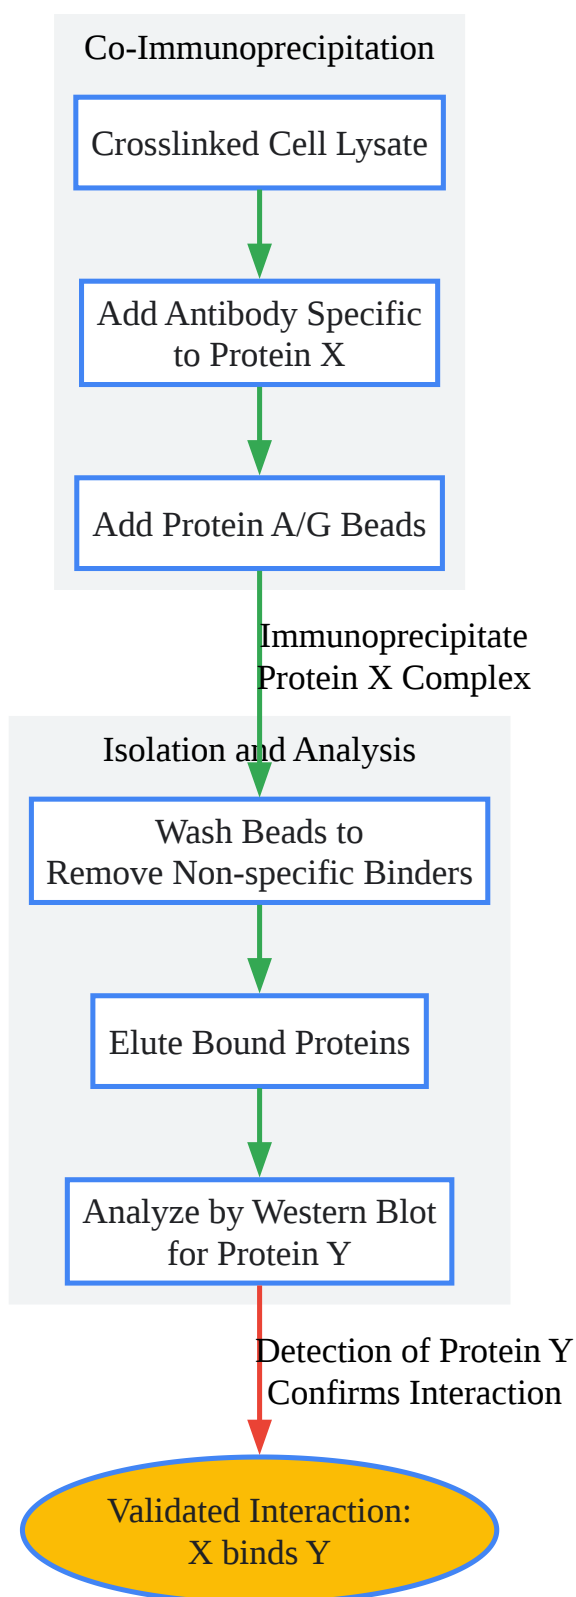 Co-Immunoprecipitation
Crosslinked Cell Lysate
Add Antibody Specific
to Protein X
Add Protein A/G Beads
Immunoprecipitate
Protein X Complex
Isolation and Analysis
Wash Beads to
Remove Non-specific Binders
Elute Bound Proteins
Analyze by Western Blot
for Protein Y
Detection of Protein Y
Confirms Interaction
Validated Interaction:
X binds Y